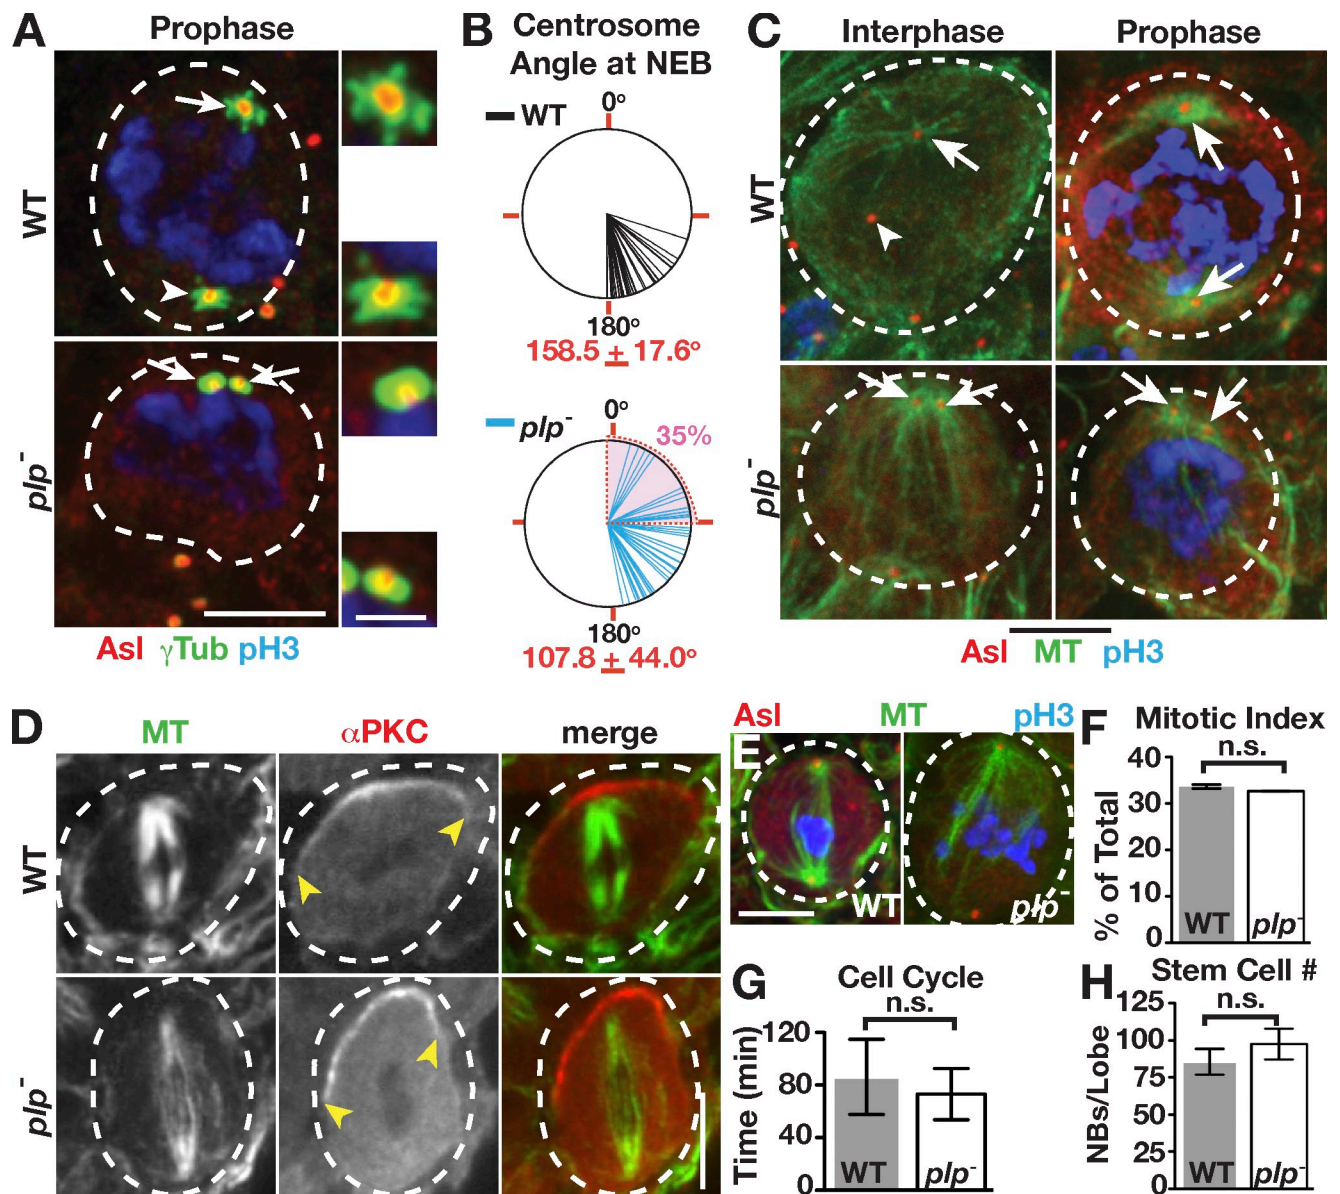 A
Prophase
WT
plp-
Asl γTub pH3
B Centrosome
Angle at NEB
WT
0°
180°
158.5 ± 17.6°
plp-
0°
35%
180°
107.8 ± 44.0°
C
Interphase
Prophase
WT
plp-
Asl MT pH3
D
MT
αPKC
merge
WT
plp-
Asl
MT
pH3
E
WT
plp-
F Mitotic Index
n.s.
% of Total
40
30
20
10
0
WT
plp-
G Cell Cycle
n.s.
Time (min)
120
80
40
0
WT
plp-
H Stem Cell #
n.s.
NBs/Lobe
125
100
75
50
25
0
WT
plp-